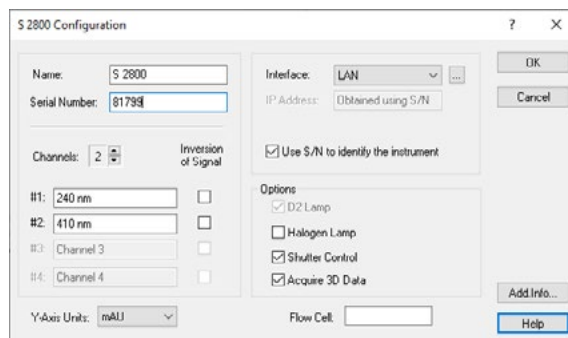 S 2800 Configuration
? ×
Name: S 2800
Serial Number: 81799
Channels: 2
Inversion
of Signal
#1: 240 nm
#2: 410 nm
#3: Channel 3
#4: Channel 4
Y-Axis Units: mAU
Interface: LAN ...
IP Address: Obtained using S/N
Use S/N to identify the instrument
Options
D2 Lamp
Halogen Lamp
Shutter Control
Acquire 3D Data
Flow Cell:
OK
Cancel
Add.Info...
Help